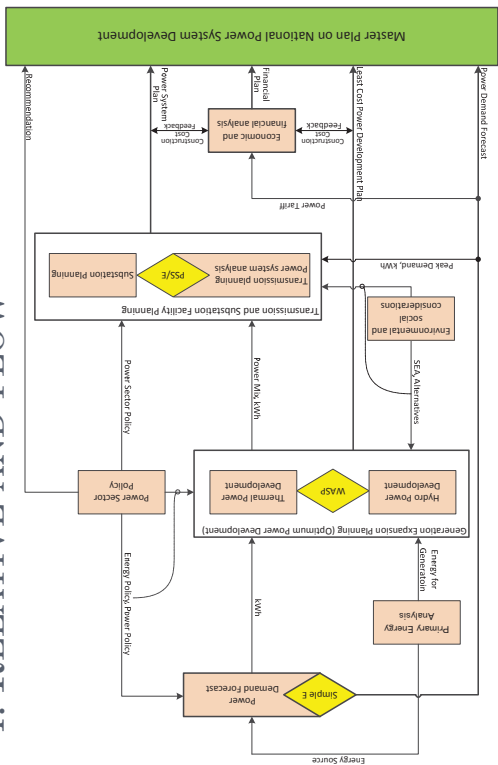 Energy Source
Simple E
Power
Demand Forecast
Primary Energy
Analysis
Energy for
Generatoin
kWh
Energy Policy, Power Policy
Power Sector
Policy
Generation Expansion Planning (Optimum Power Development)
Hydro Power
Development
WASP
Thermal Power
Development
SEA, Alternatives
Power Mix, kWh
Power Sector Policy
Environmental and
social
considerations
Transmission and Substation Facility Planning
Transmission planning
Power system analysis
PSS/E
Substation Planning
Peak Demand, kWh
Power Tariff
Construction
Cost
Feedback
Economic and
financial analysis
Construction
Cost
Feedback
Power Demand Forecast
Least Cost Power Development Plan
Financial
Plan
Power System
Plan
Recommendation
Master Plan on National Power System Development